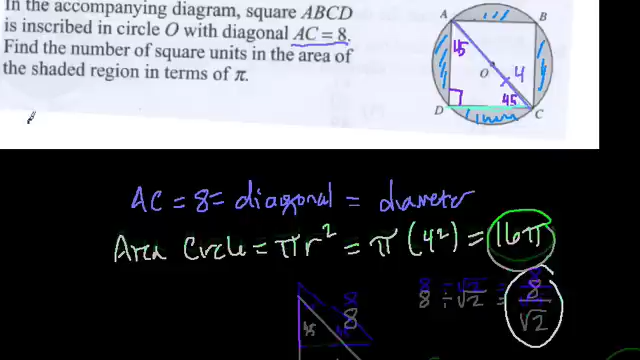 In the accompanying diagram, square ABCD
is inscribed in circle O with diagonal AC = 8.
Find the number of square units in the area of
the shaded region in terms of π.
A B
45
O 4
45
D C
AC = 8 = diagonal = diameter
Area Circle = πr² = π(4²) = 16π
8 ÷ √2 = 8/√2
8
45